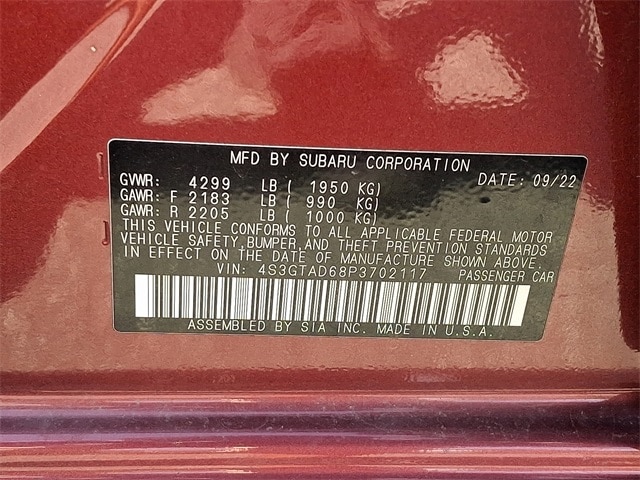 MFD BY SUBARU CORPORATION
DATE: 09/22
GVWR: 4299 LB ( 1950 KG)
GAWR: F 2183 LB ( 990 KG)
GAWR: R 2205 LB ( 1000 KG)
THIS VEHICLE CONFORMS TO ALL APPLICABLE FEDERAL MOTOR
VEHICLE SAFETY, BUMPER, AND THEFT PREVENTION STANDARDS
IN EFFECT ON THE DATE OF MANUFACTURE SHOWN ABOVE.
VIN: 4S3GTAD68P3702117 PASSENGER CAR
ASSEMBLED BY SIA INC. MADE IN U.S.A.